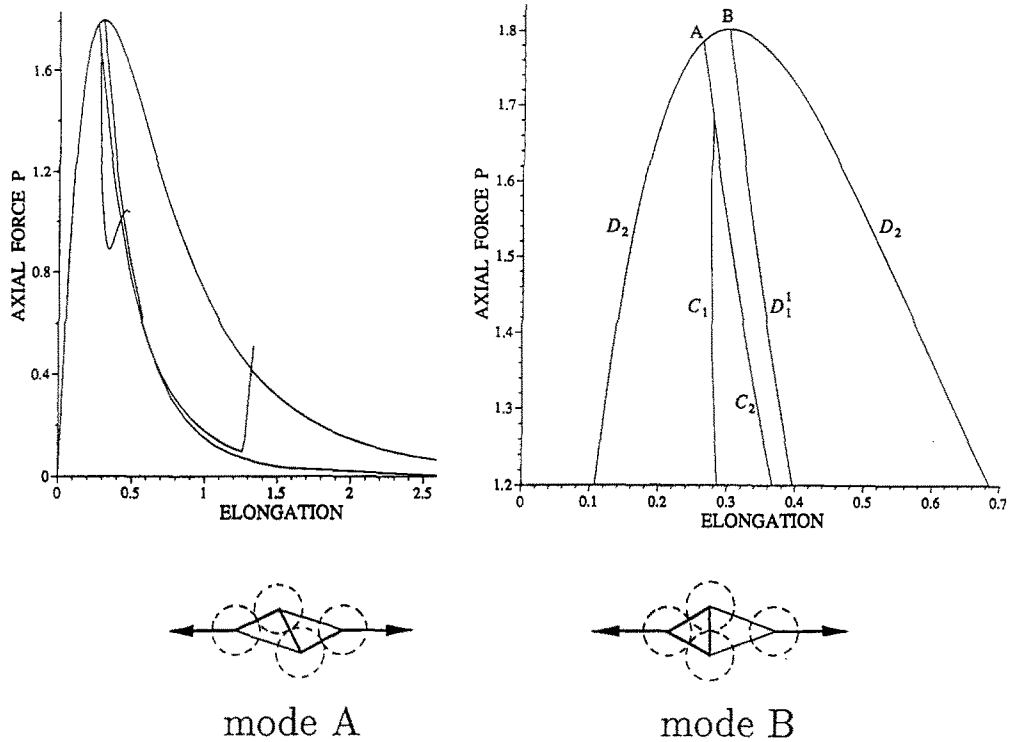 AXIAL FORCE P
1.6
1.2
0.8
0.4
0
0 0.5 1.0 1.5 2.0 2.5
ELONGATION
AXIAL FORCE P
1.8
1.7
1.6
1.5
1.4
1.3
1.2
A B
D₂ D₂
C₁ D₁¹
C₂
0 0.1 0.2 0.3 0.4 0.5 0.6 0.7
ELONGATION
mode A
mode B